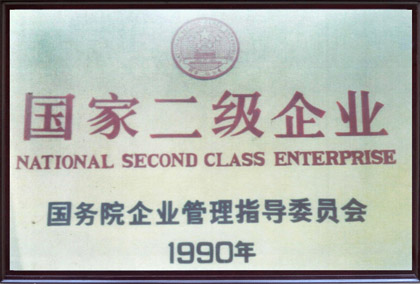 国家二级企业
NATIONAL SECOND CLASS ENTERPRISE
国务院企业管理指导委员会
1990年